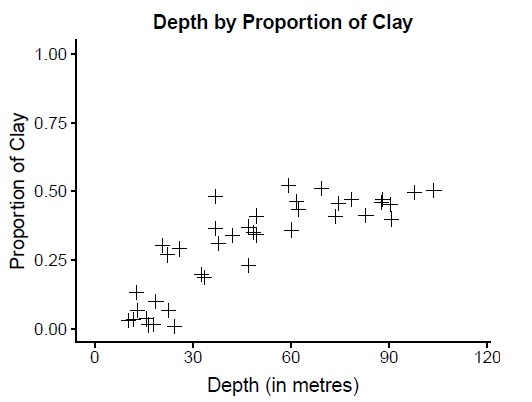 Depth by Proportion of Clay
1.00
0.75
0.50
0.25
0.00
Proportion of Clay
0 30 60 90 120
Depth (in metres)